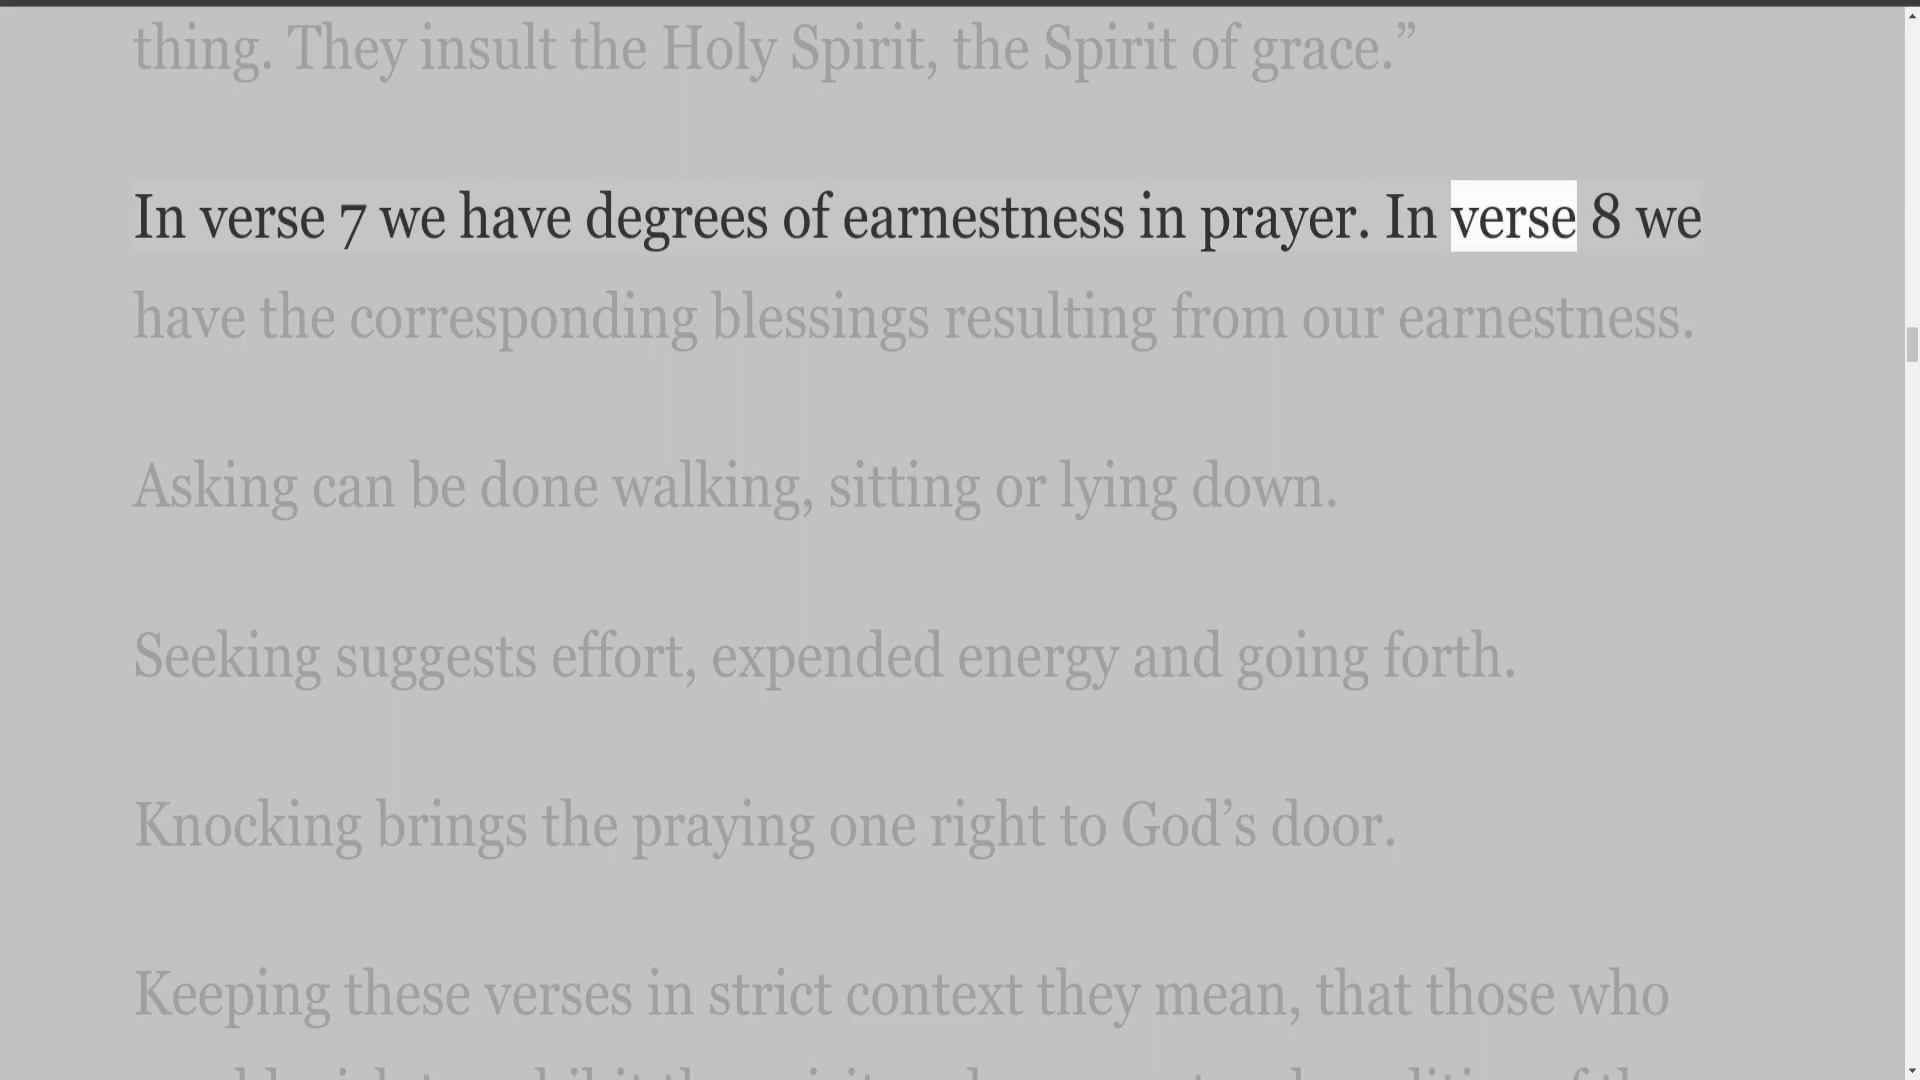 thing. They insult the Holy Spirit, the Spirit of grace.”
In verse 7 we have degrees of earnestness in prayer. In verse 8 we
have the corresponding blessings resulting from our earnestness.
Asking can be done walking, sitting or lying down.
Seeking suggests effort, expended energy and going forth.
Knocking brings the praying one right to God’s door.
Keeping these verses in strict context they mean, that those who